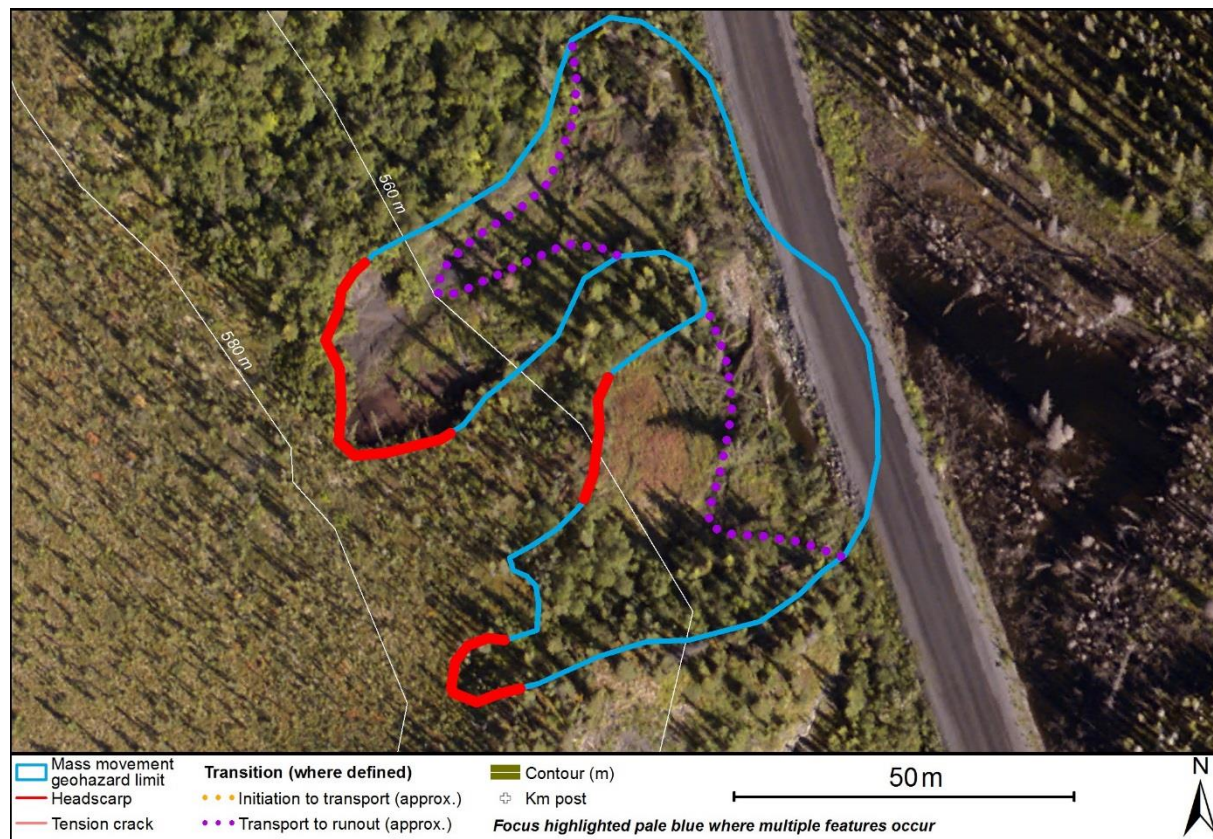 560 m
580 m
Mass movement
geohazard limit
Headscarp
Tension crack
Transition (where defined)
Initiation to transport (approx.)
Transport to runout (approx.)
Contour (m)
Km post
Focus highlighted pale blue where multiple features occur
50 m
N